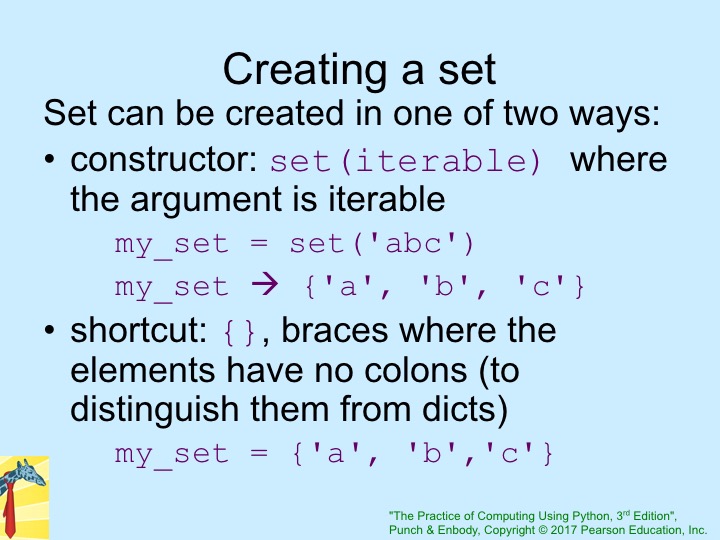 Creating a set
Set can be created in one of two ways:
• constructor: set(iterable) where
the argument is iterable
my_set = set('abc')
my_set → {'a', 'b', 'c'}
• shortcut: {}, braces where the
elements have no colons (to
distinguish them from dicts)
my_set = {'a', 'b','c'}
"The Practice of Computing Using Python, 3rd Edition",
Punch & Enbody, Copyright © 2017 Pearson Education, Inc.